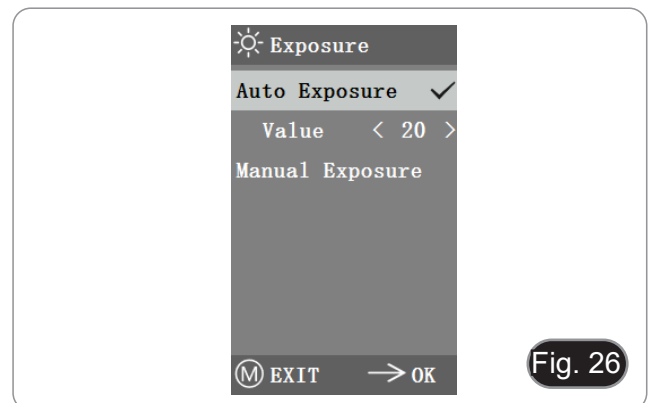 Exposure
Auto Exposure
Value < 20 >
Manual Exposure
M EXIT → OK
Fig. 26